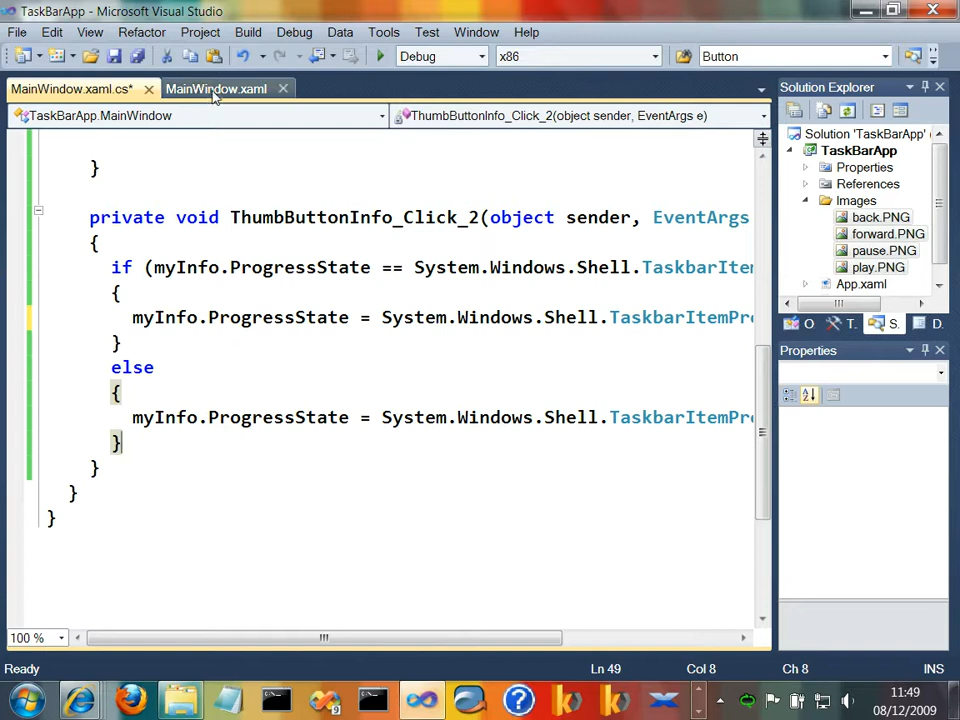 TaskBarApp - Microsoft Visual Studio
File Edit View Refactor Project Build Debug Data Tools Test Window Help
Debug x86 Button
MainWindow.xaml.cs* MainWindow.xaml
TaskBarApp.MainWindow ThumbButtonInfo_Click_2(object sender, EventArgs e)
}
private void ThumbButtonInfo_Click_2(object sender, EventArgs
{
if (myInfo.ProgressState == System.Windows.Shell.TaskbarItem
{
myInfo.ProgressState = System.Windows.Shell.TaskbarItemPro
}
else
{
myInfo.ProgressState = System.Windows.Shell.TaskbarItemPro
}
}
}
}
100 %
Solution Explorer
Solution 'TaskBarApp' (
TaskBarApp
Properties
References
Images
back.PNG
forward.PNG
pause.PNG
play.PNG
App.xaml
O T.. S. D.
Properties
Ready Ln 49 Col 8 Ch 8 INS
11:49
08/12/2009